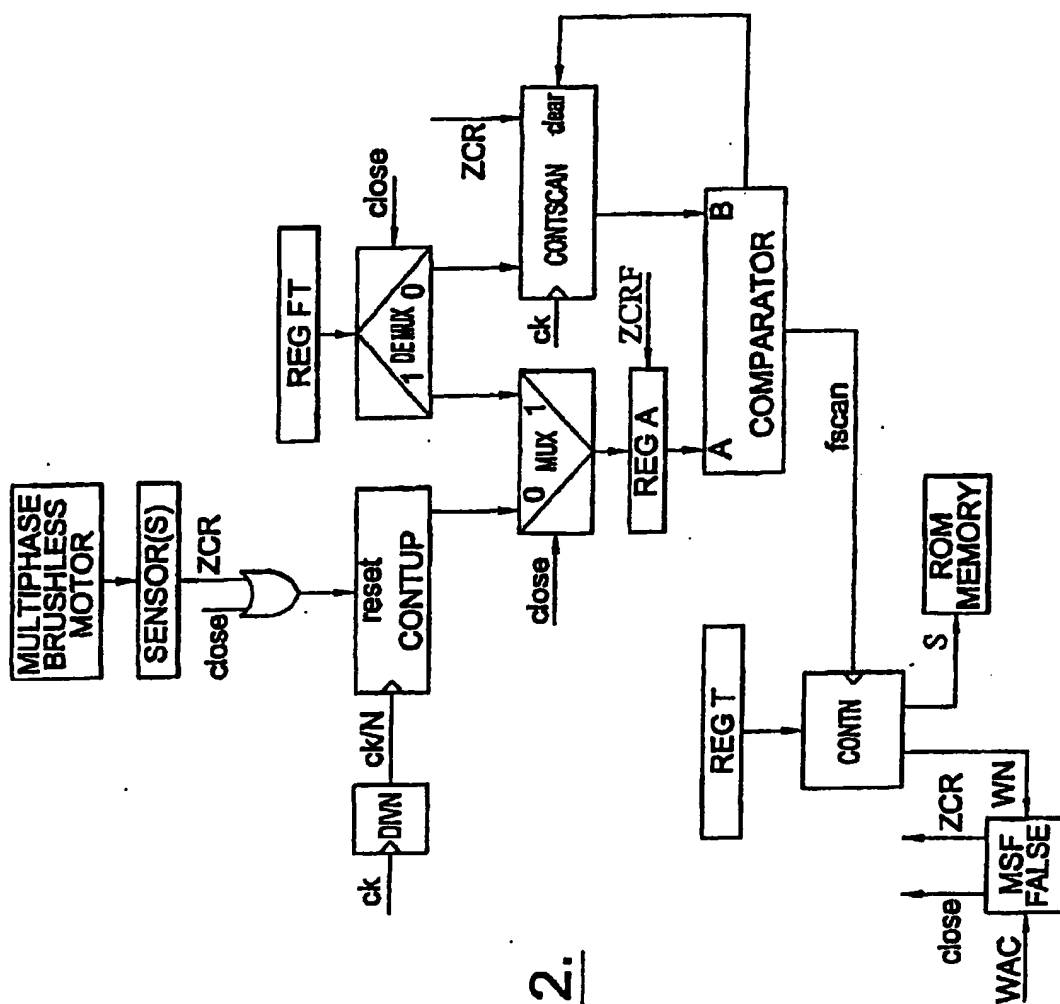 MULTIPHASE
BRUSHLESS
MOTOR
SENSOR(S)
close
ZCR
ck
DIVN
ck/N
reset
CONTUP
REG FT
1 DEMUX 0
close
close
0 MUX 1
ZCR
ck
CONTSCAN
clear
REG A
ZCRF
A
B
COMPARATOR
fscan
REG T
CONTN
S
ROM
MEMORY
WN
close
ZCR
MSF
FALSE
WAC
2.